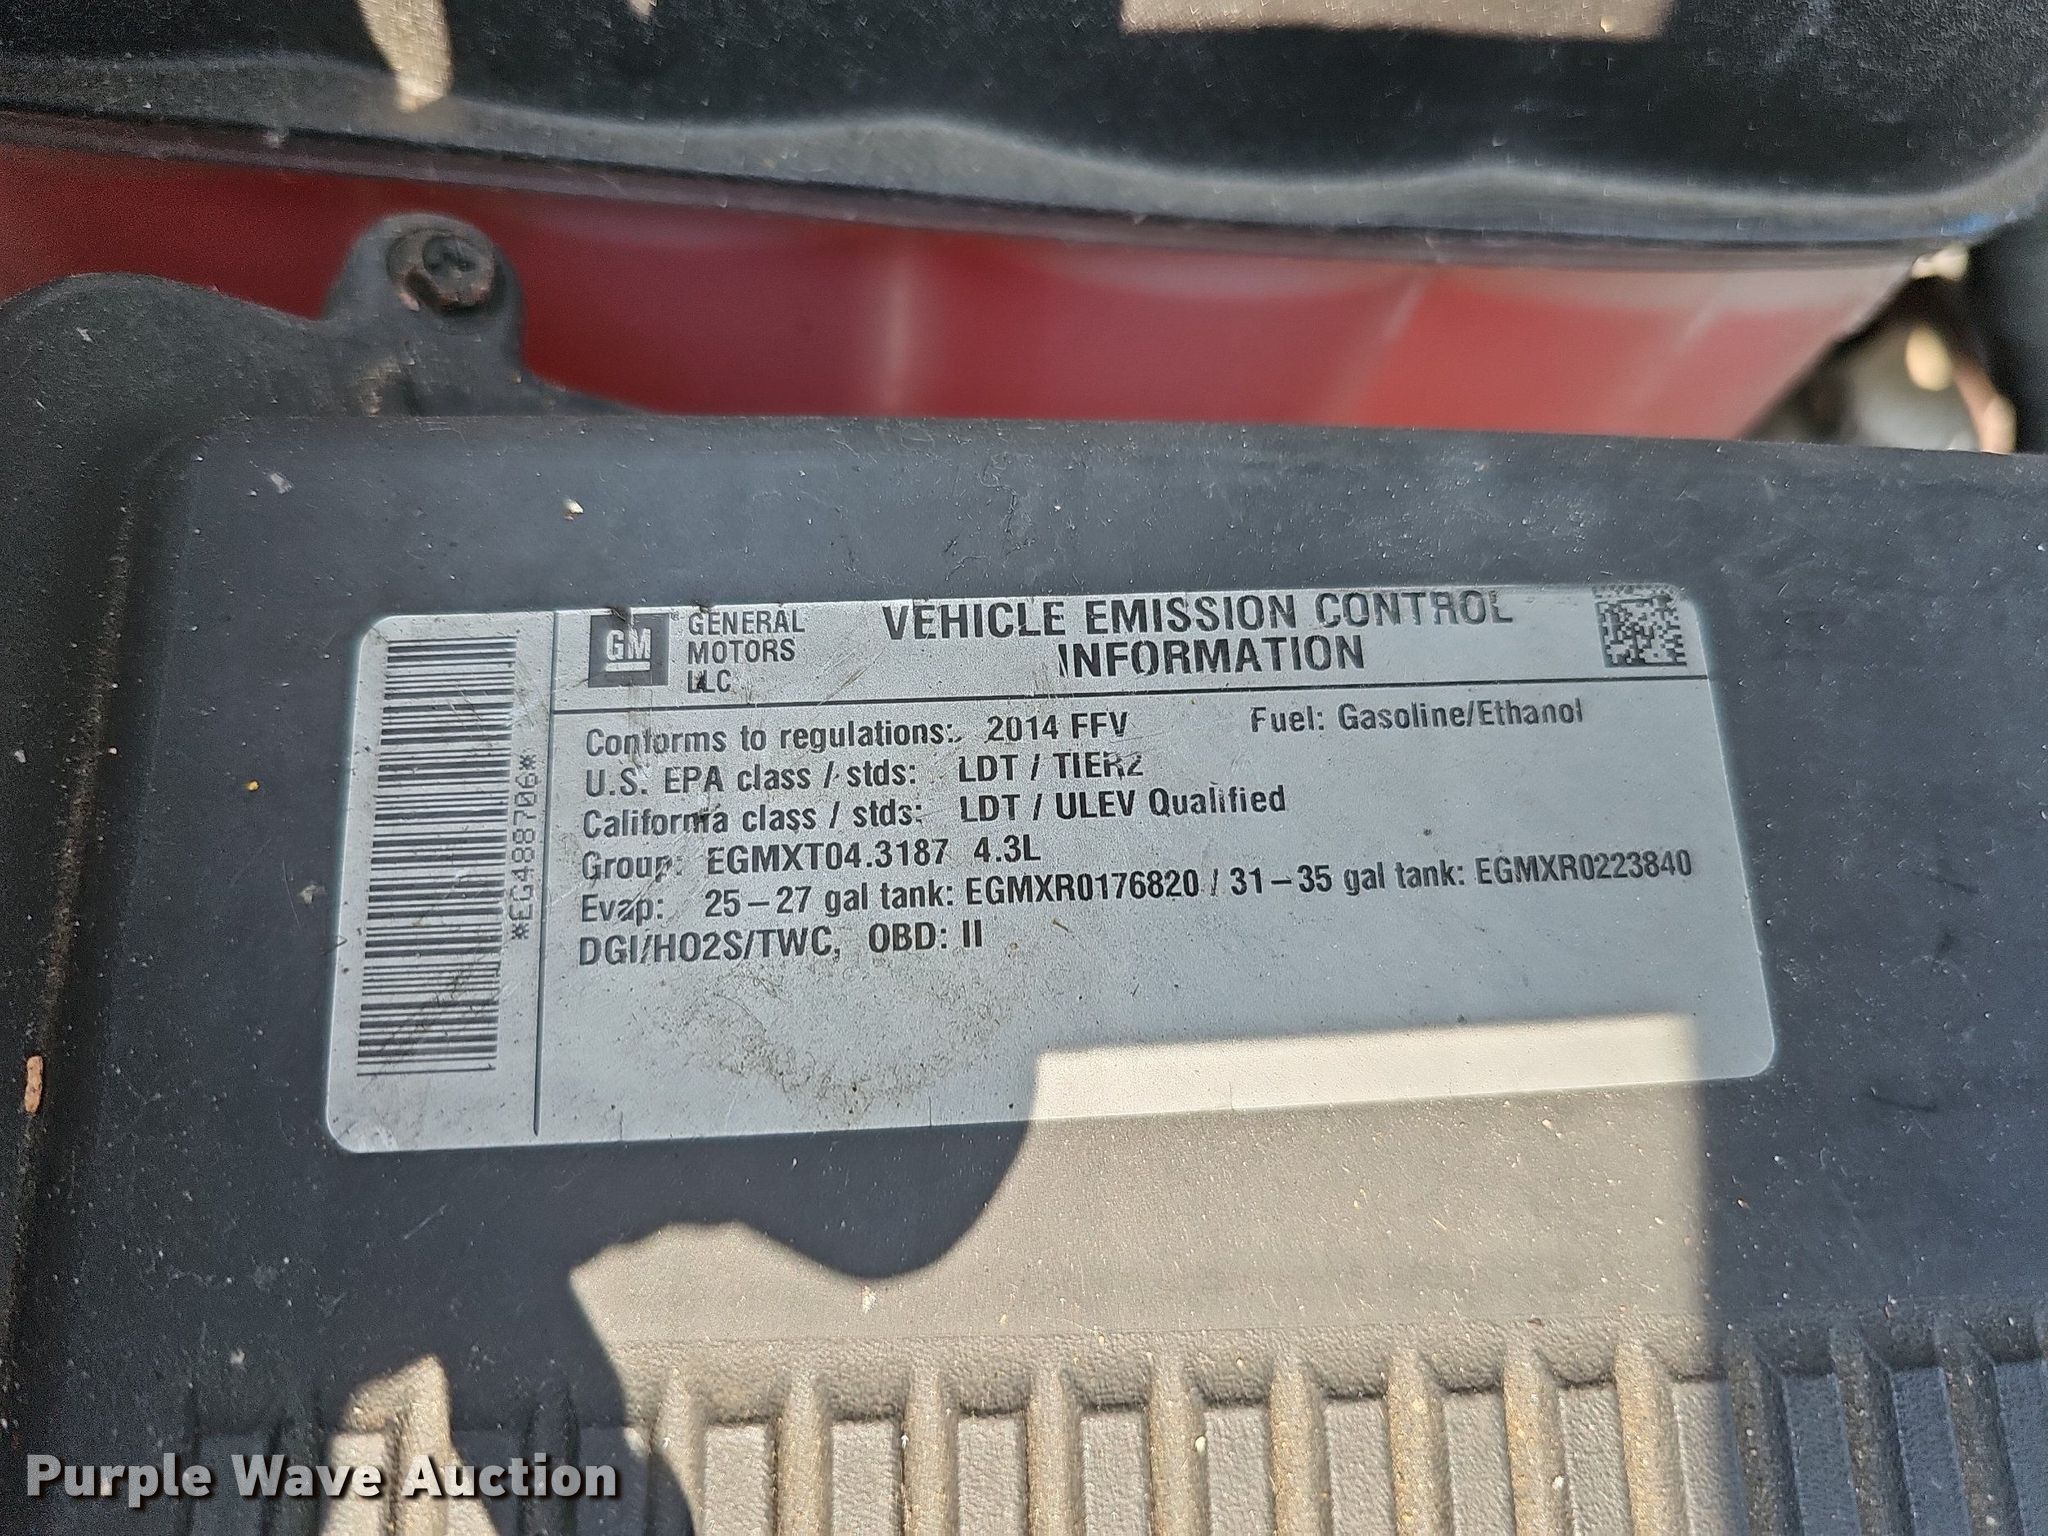 GM
GENERAL
MOTORS
LLC
VEHICLE EMISSION CONTROL
INFORMATION
*EG488706*
Conforms to regulations: 2014 FFV Fuel: Gasoline/Ethanol
U.S. EPA class / stds: LDT / TIER2
California class / stds: LDT / ULEV Qualified
Group: EGMXT04.3187 4.3L
Evap: 25–27 gal tank: EGMXR0176820 / 31–35 gal tank: EGMXR0223840
DGI/HO2S/TWC, OBD: II
Purple Wave Auction